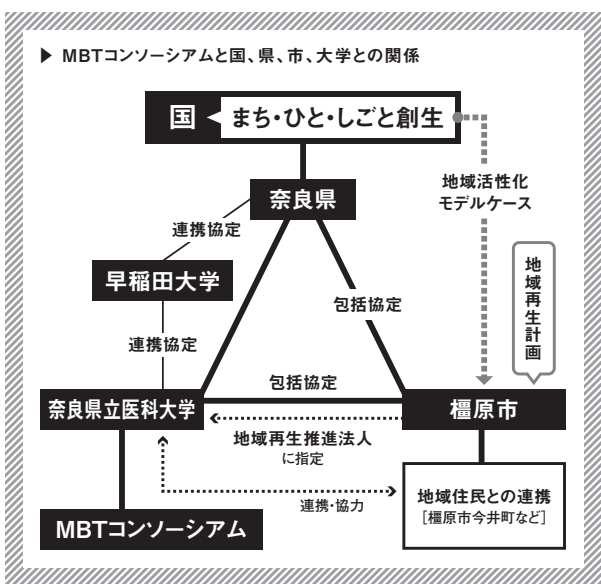 ▶ MBTコンソーシアムと国、県、市、大学との関係
国
まち・ひと・しごと創生
地域活性化
モデルケース
奈良県
連携協定
早稲田大学
地域再生計画
包括協定
連携協定
包括協定
奈良県立医科大学
橿原市
地域再生推進法人
に指定
連携・協力
地域住民との連携
[橿原市今井町など]
MBTコンソーシアム